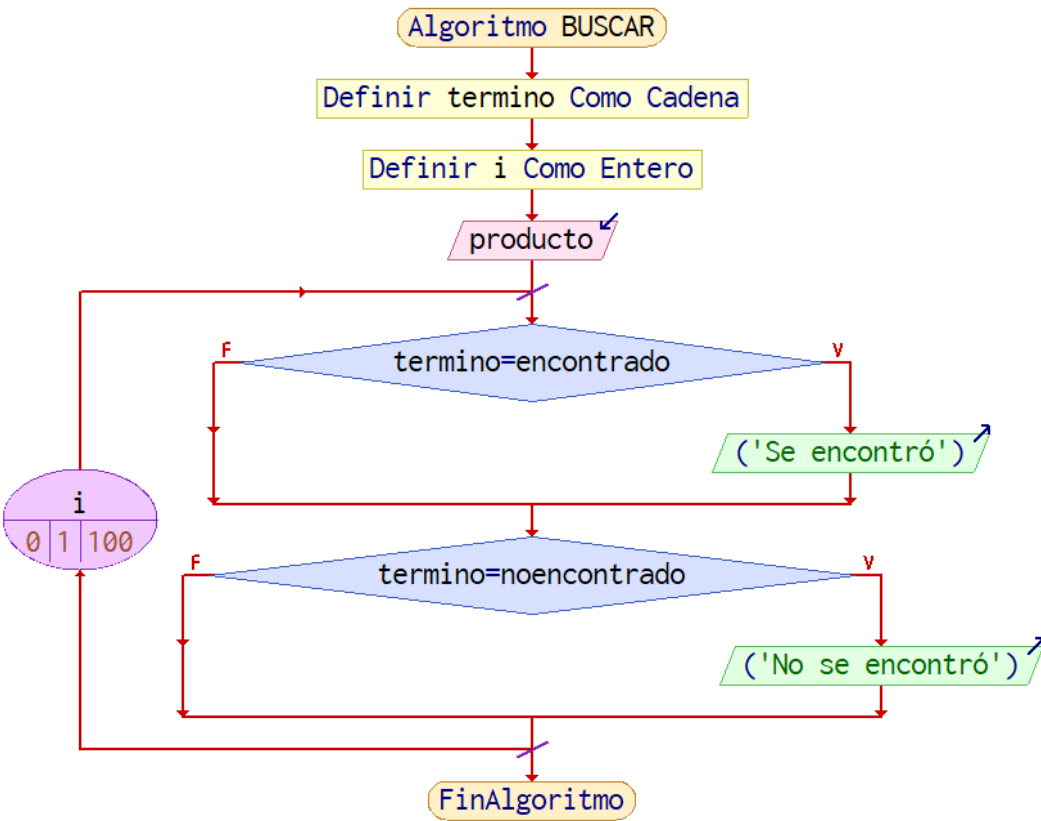 Algoritmo BUSCAR
Definir termino Como Cadena
Definir i Como Entero
producto
termino=encontrado
F
V
('Se encontró')
i
0 1 100
termino=noencontrado
F
V
('No se encontró')
FinAlgoritmo